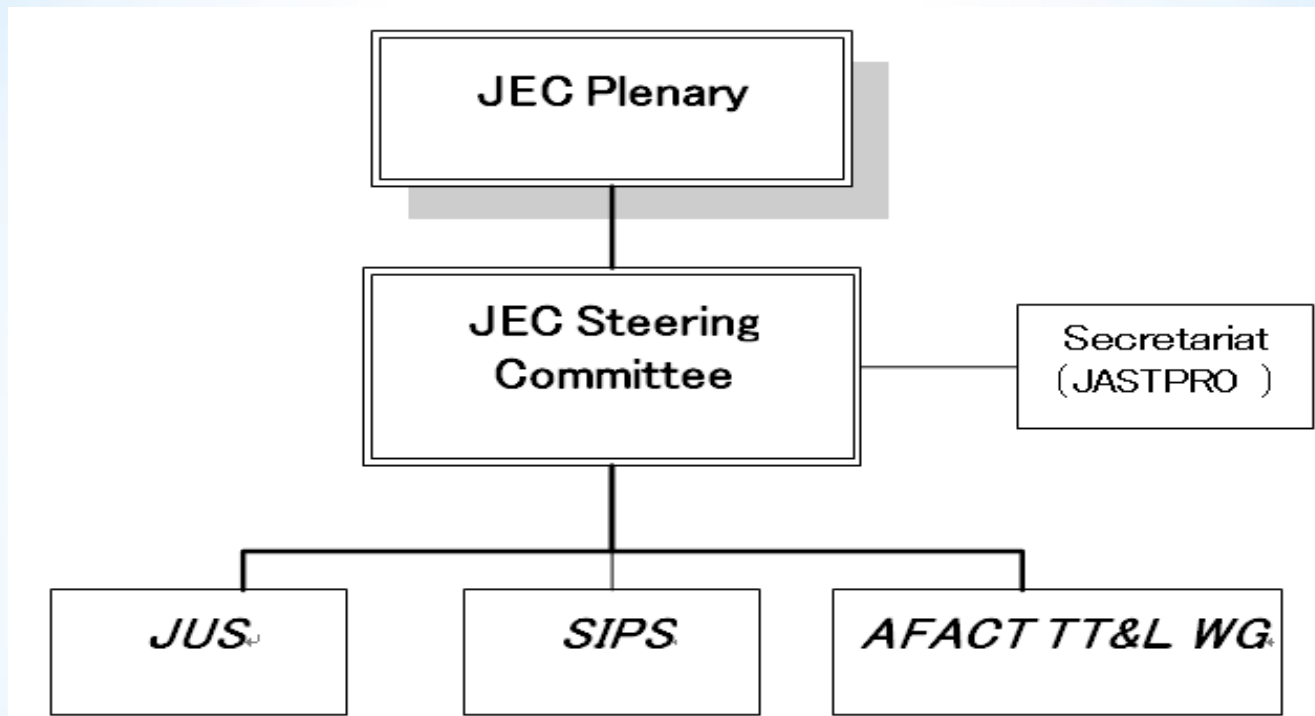 JEC Plenary
JEC Steering
Committee
Secretariat
(JASTPRO )
JUS
SIPS
AFACT TT&L WG